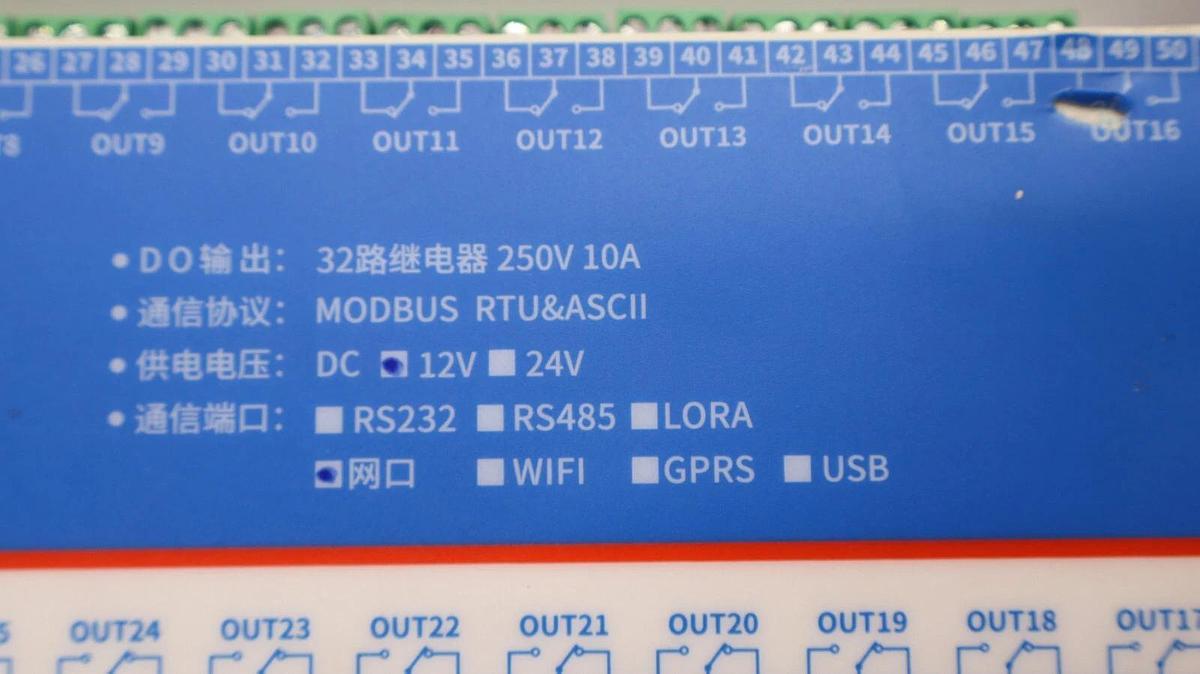 26 27 28 29 30 31 32 33 34 35 36 37 38 39 40 41 42 43 44 45 46 47 48 49 50
T8 OUT9 OUT10 OUT11 OUT12 OUT13 OUT14 OUT15 OUT16
• DO输出: 32路继电器 250V 10A
• 通信协议: MODBUS RTU&ASCII
• 供电电压: DC 12V 24V
• 通信端口: RS232 RS485 LORA
网口 WIFI GPRS USB
5 OUT24 OUT23 OUT22 OUT21 OUT20 OUT19 OUT18 OUT17